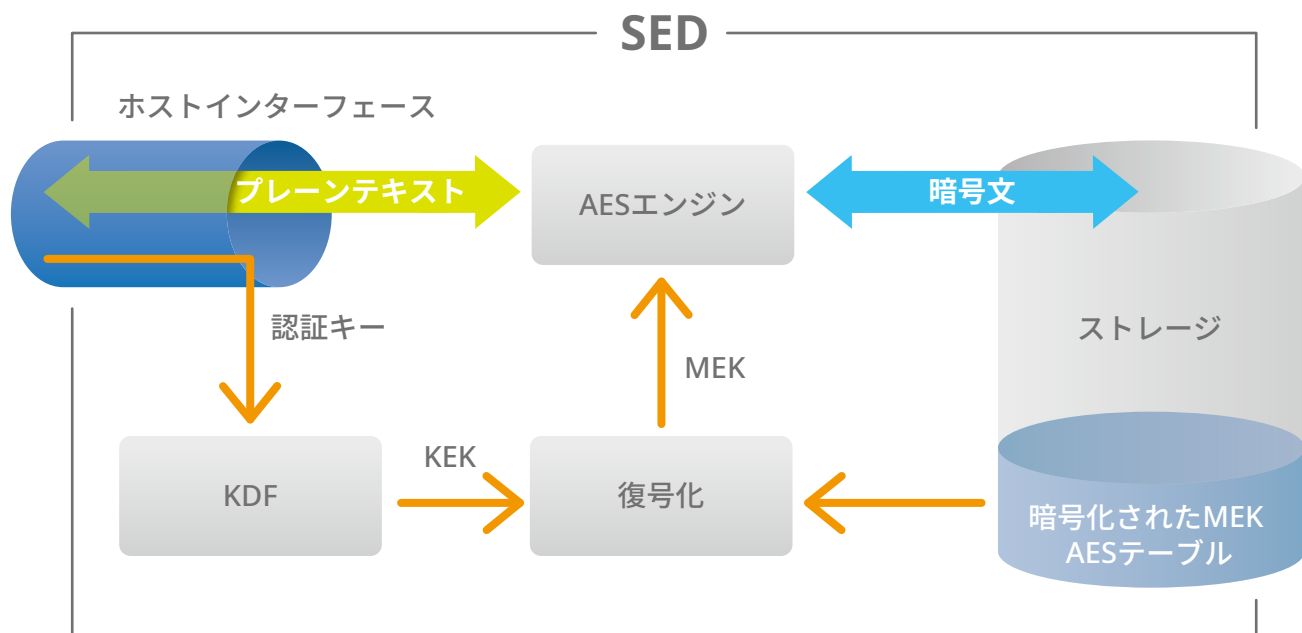 SED
ホストインターフェース
プレーンテキスト
AESエンジン
暗号文
認証キー
ストレージ
MEK
KEK
KDF
復号化
暗号化されたMEK
AESテーブル